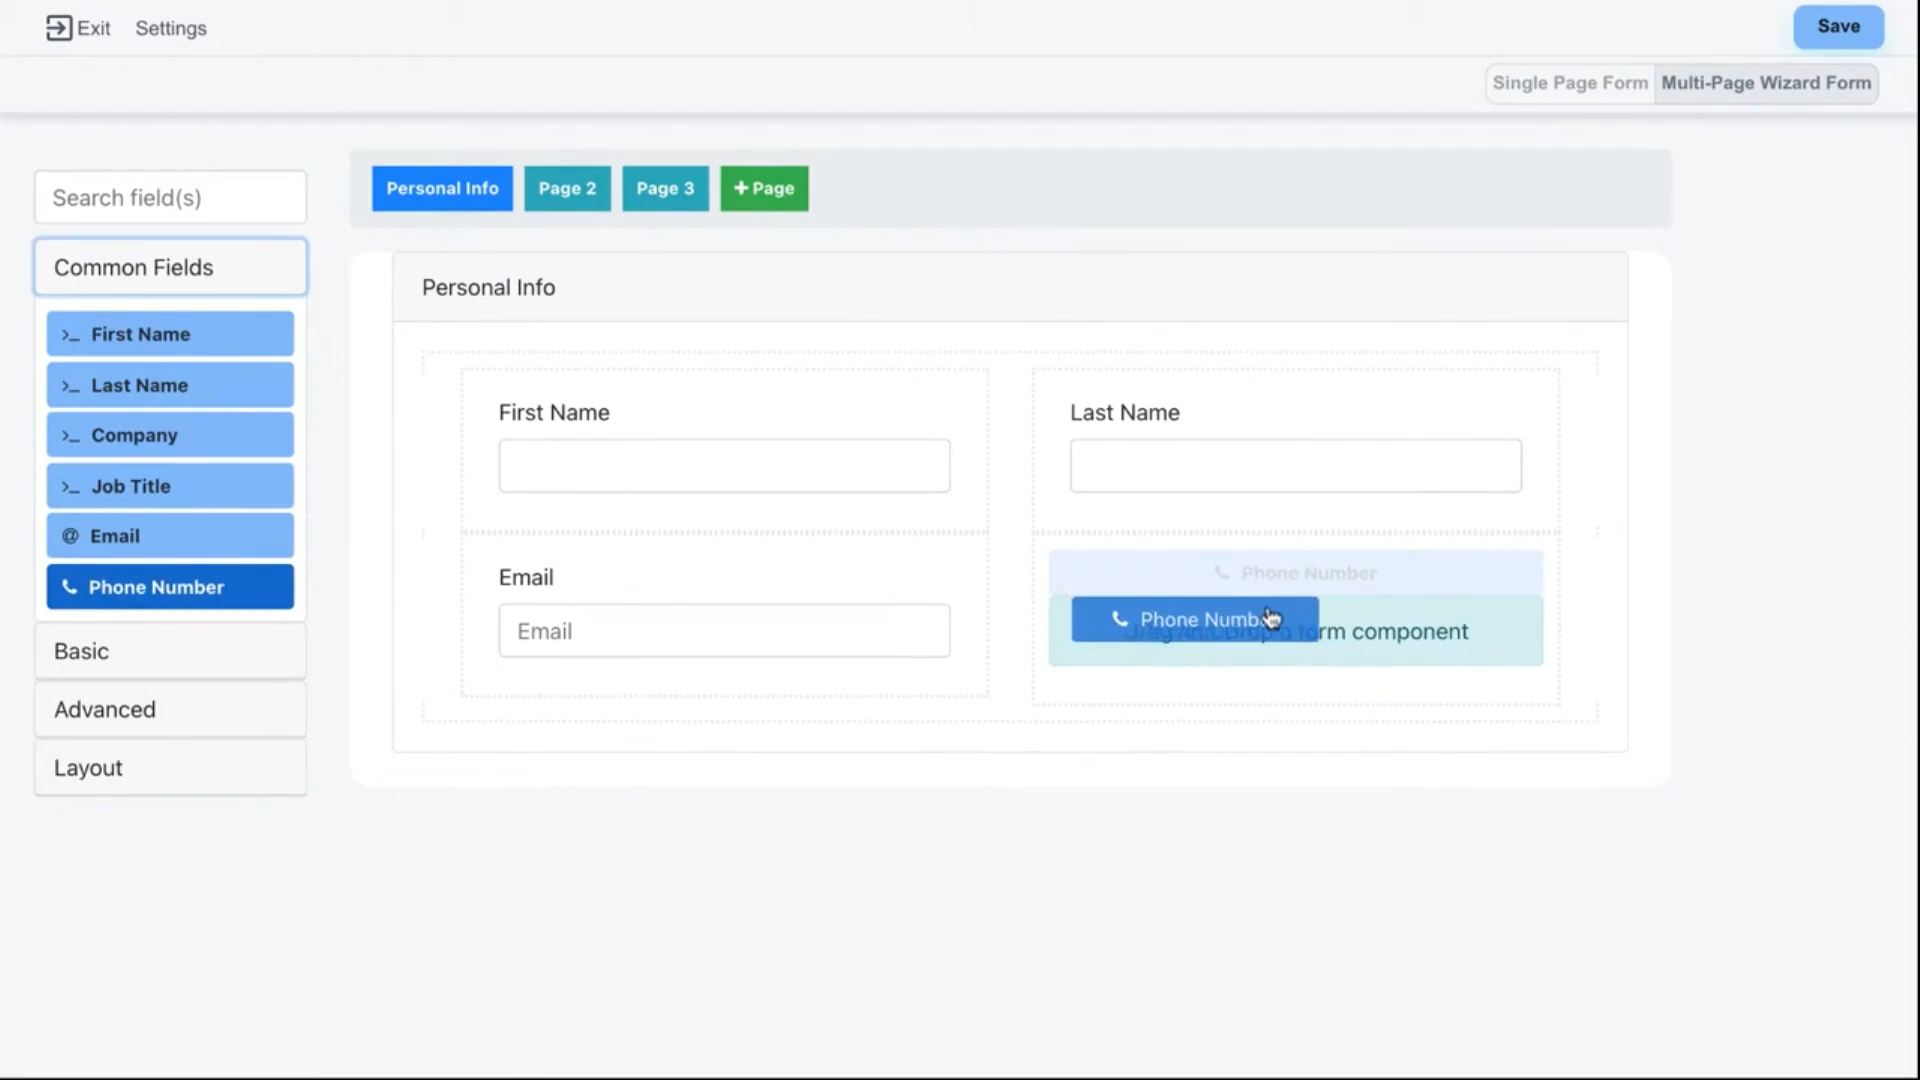 Exit Settings
Save
Single Page Form Multi-Page Wizard Form
Search field(s)
Common Fields
>_ First Name
>_ Last Name
>_ Company
>_ Job Title
@ Email
Phone Number
Basic
Advanced
Layout
Personal Info Page 2 Page 3 + Page
Personal Info
First Name
Last Name
Email
Email
Phone Number
Phone Numb
form component